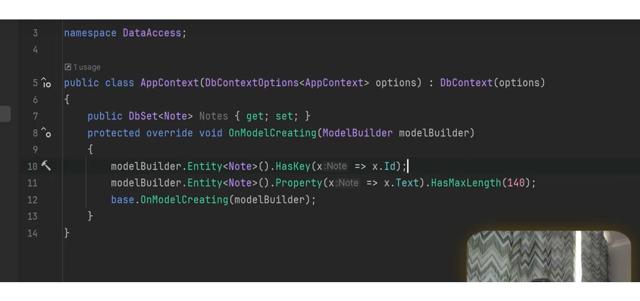 3 namespace DataAccess;
4
1 usage
5 public class AppContext(DbContextOptions<AppContext> options) : DbContext(options)
6 {
7 public DbSet<Note> Notes { get; set; }
8 protected override void OnModelCreating(ModelBuilder modelBuilder)
9 {
10 modelBuilder.Entity<Note>().HasKey(x :Note => x.Id);
11 modelBuilder.Entity<Note>().Property(x :Note => x.Text).HasMaxLength(140);
12 base.OnModelCreating(modelBuilder);
13 }
14 }